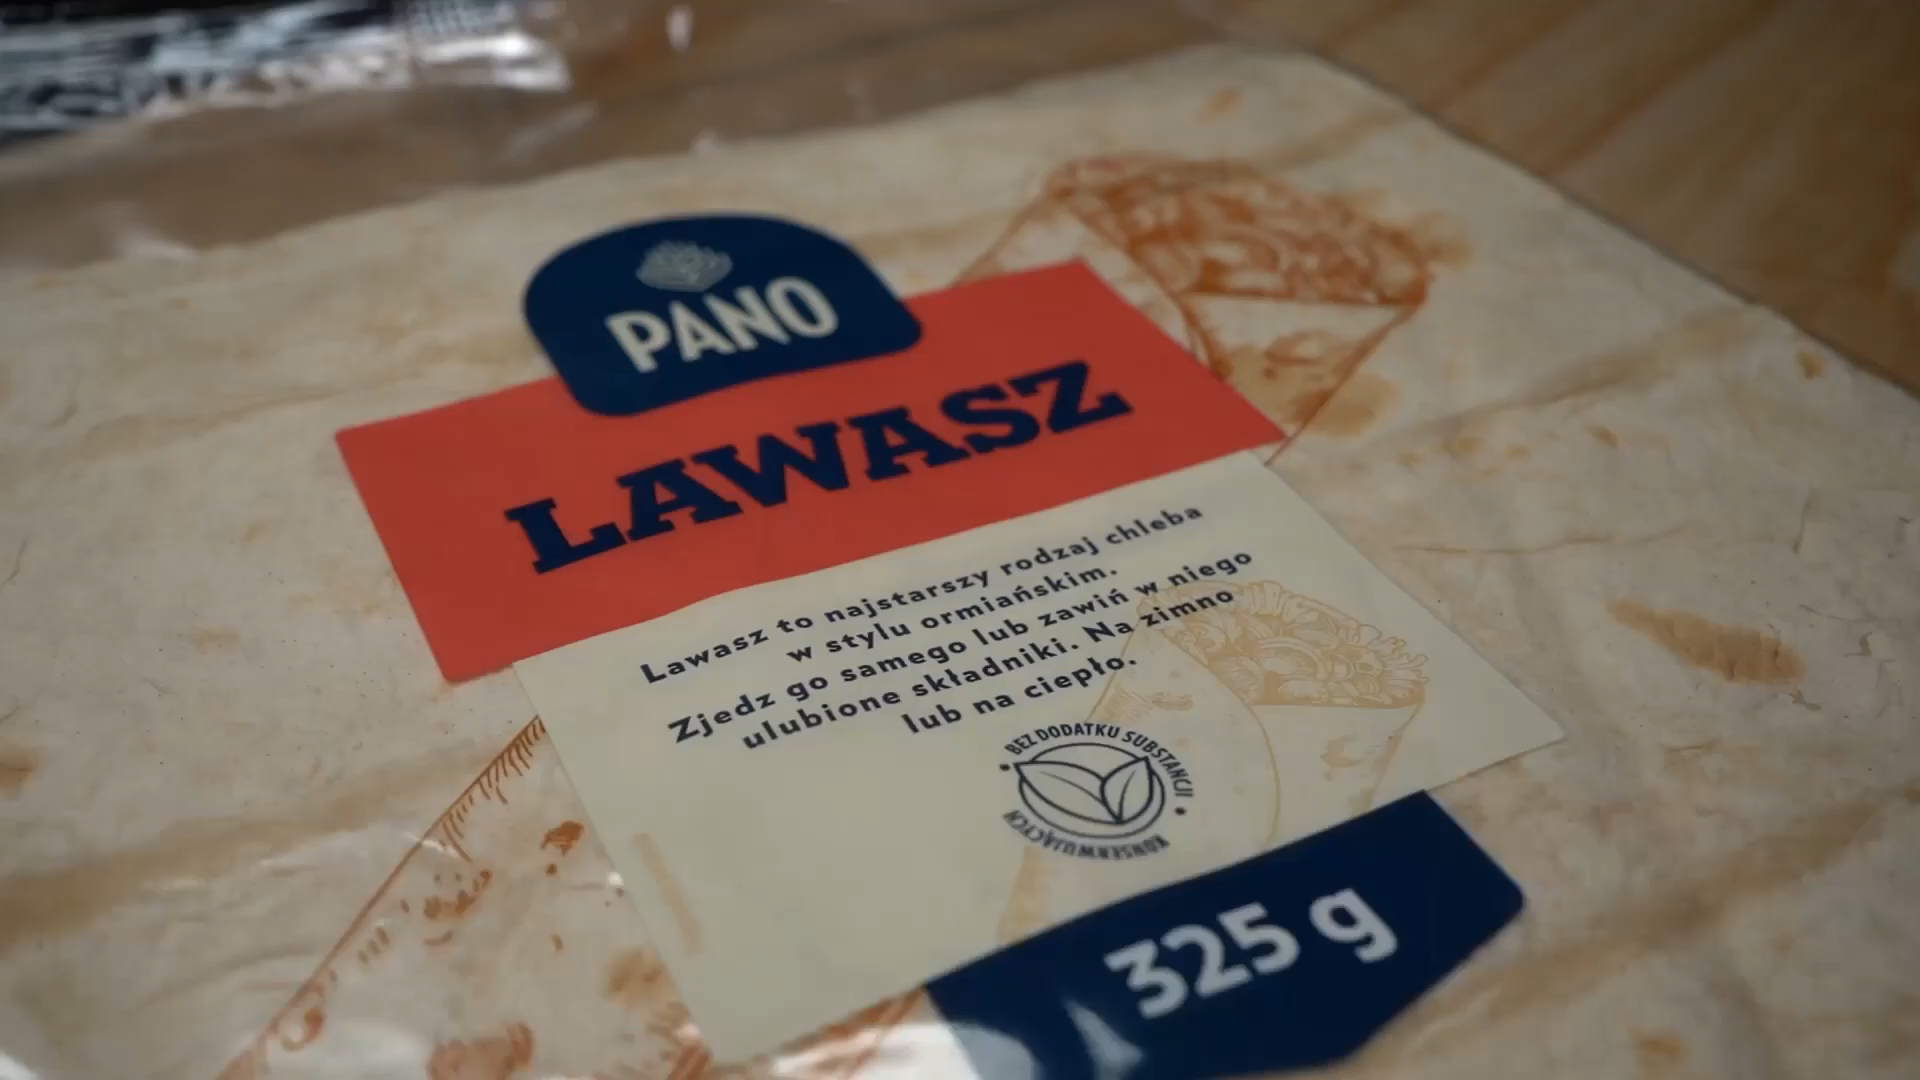 PANO
LAWASZ
Lawasz to najstarszy rodzaj chleba
w stylu ormiańskim.
Zjedz go samego lub zawiń w niego
ulubione składniki. Na zimno
lub na ciepło.
BEZ DODATKU SUBSTANCJI
KONSERWUJĄCYCH
325 g